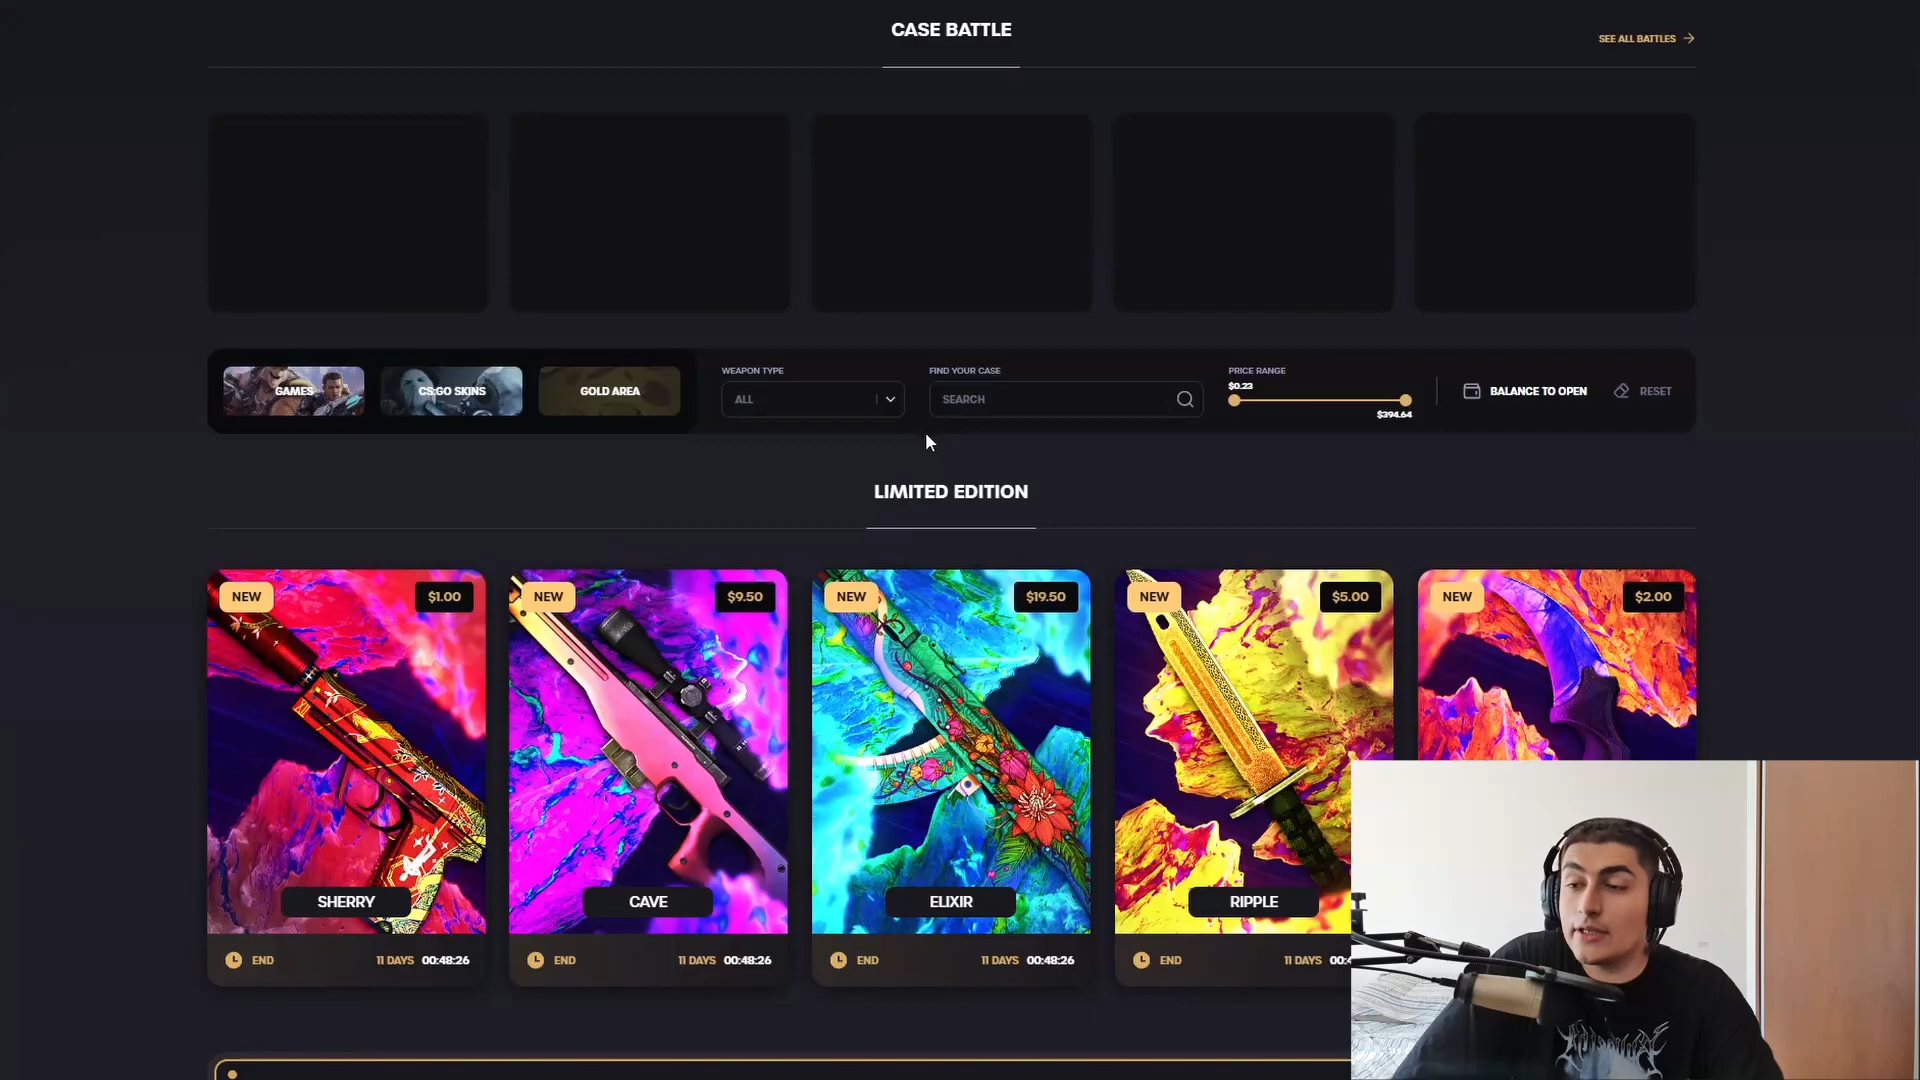 CASE BATTLE
SEE ALL BATTLES
GAMES
CS:GO SKINS
GOLD AREA
WEAPON TYPE
ALL
FIND YOUR CASE
SEARCH
PRICE RANGE
$0.23
$394.64
BALANCE TO OPEN
RESET
LIMITED EDITION
NEW
$1.00
NEW
$9.50
NEW
$19.50
NEW
$5.00
NEW
$2.00
SHERRY
CAVE
ELIXIR
RIPPLE
END
11 DAYS 00:48:26
END
11 DAYS 00:48:26
END
11 DAYS 00:48:26
END
11 DAYS